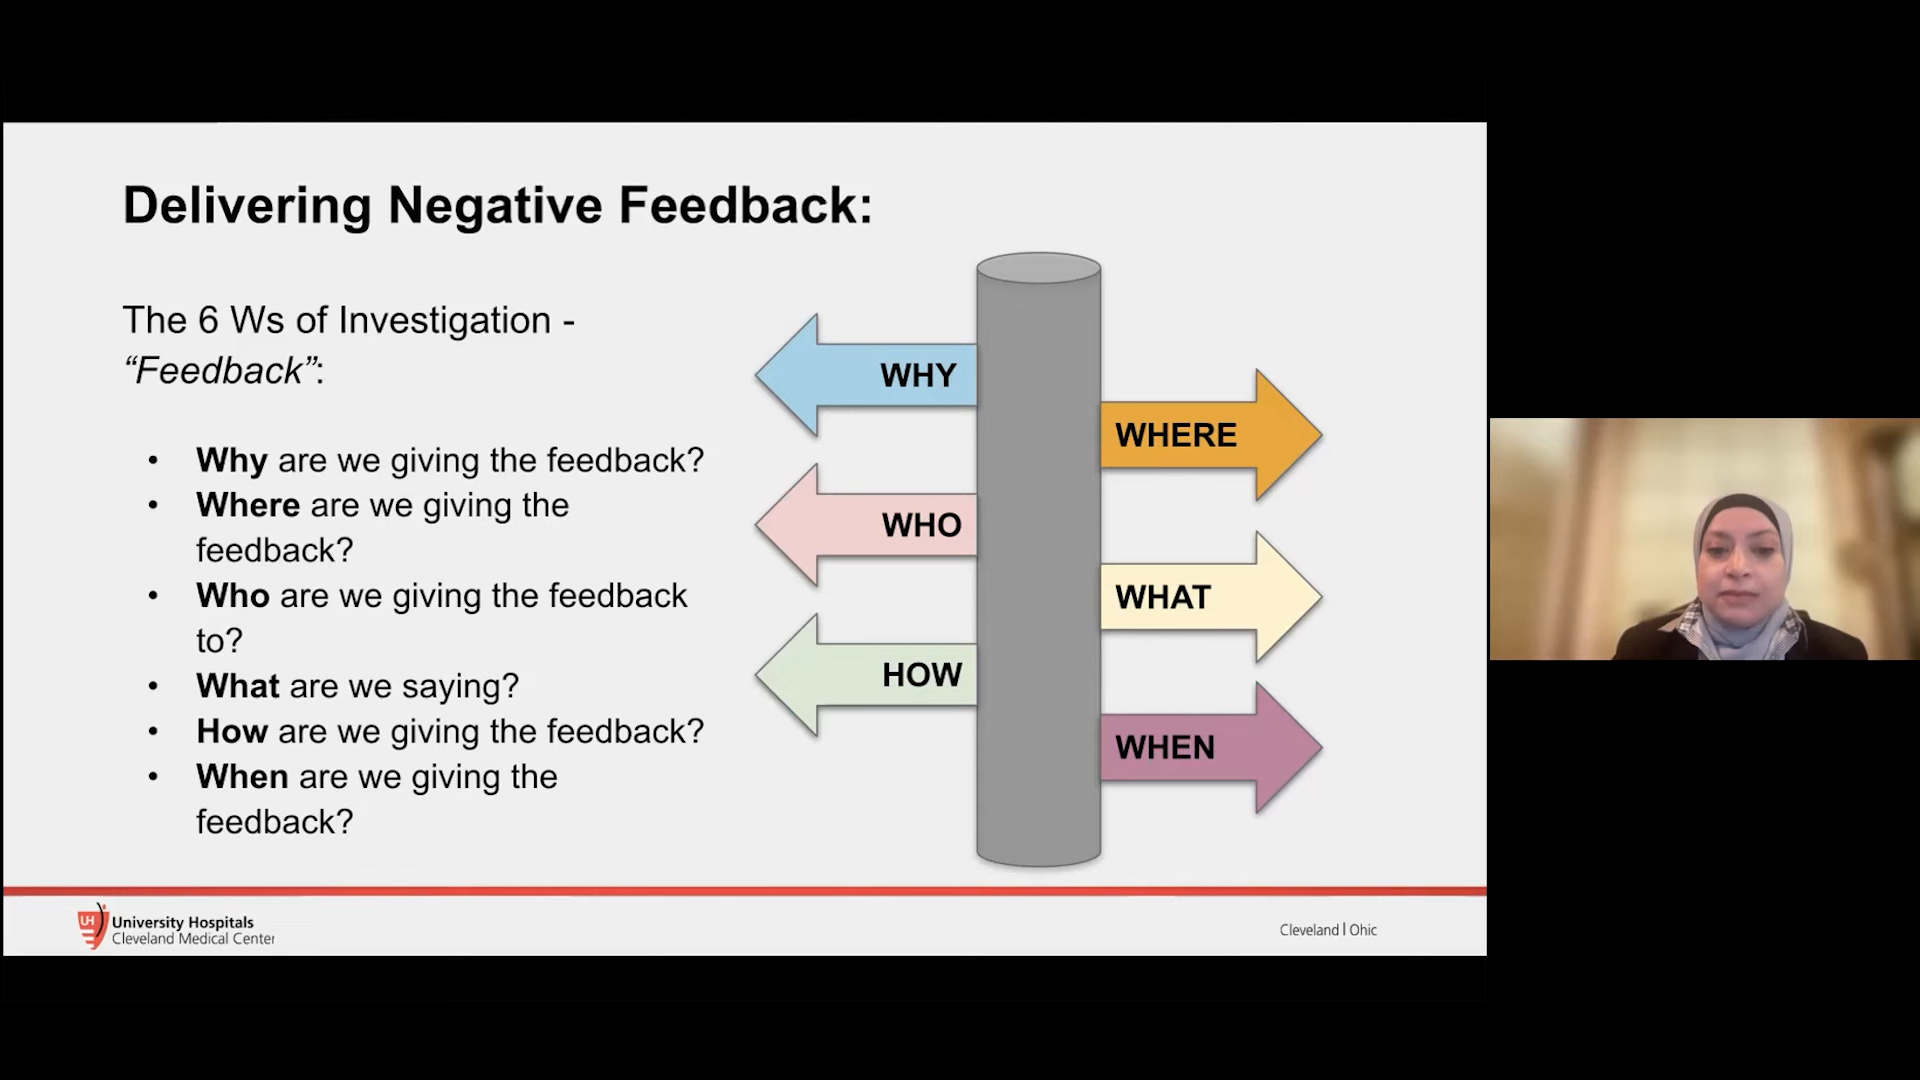 Delivering Negative Feedback:
The 6 Ws of Investigation -
“Feedback”:
• Why are we giving the feedback?
• Where are we giving the
feedback?
• Who are we giving the feedback
to?
• What are we saying?
• How are we giving the feedback?
• When are we giving the
feedback?
WHY
WHERE
WHO
WHAT
HOW
WHEN
UH
University Hospitals
Cleveland Medical Center
Cleveland | Ohic